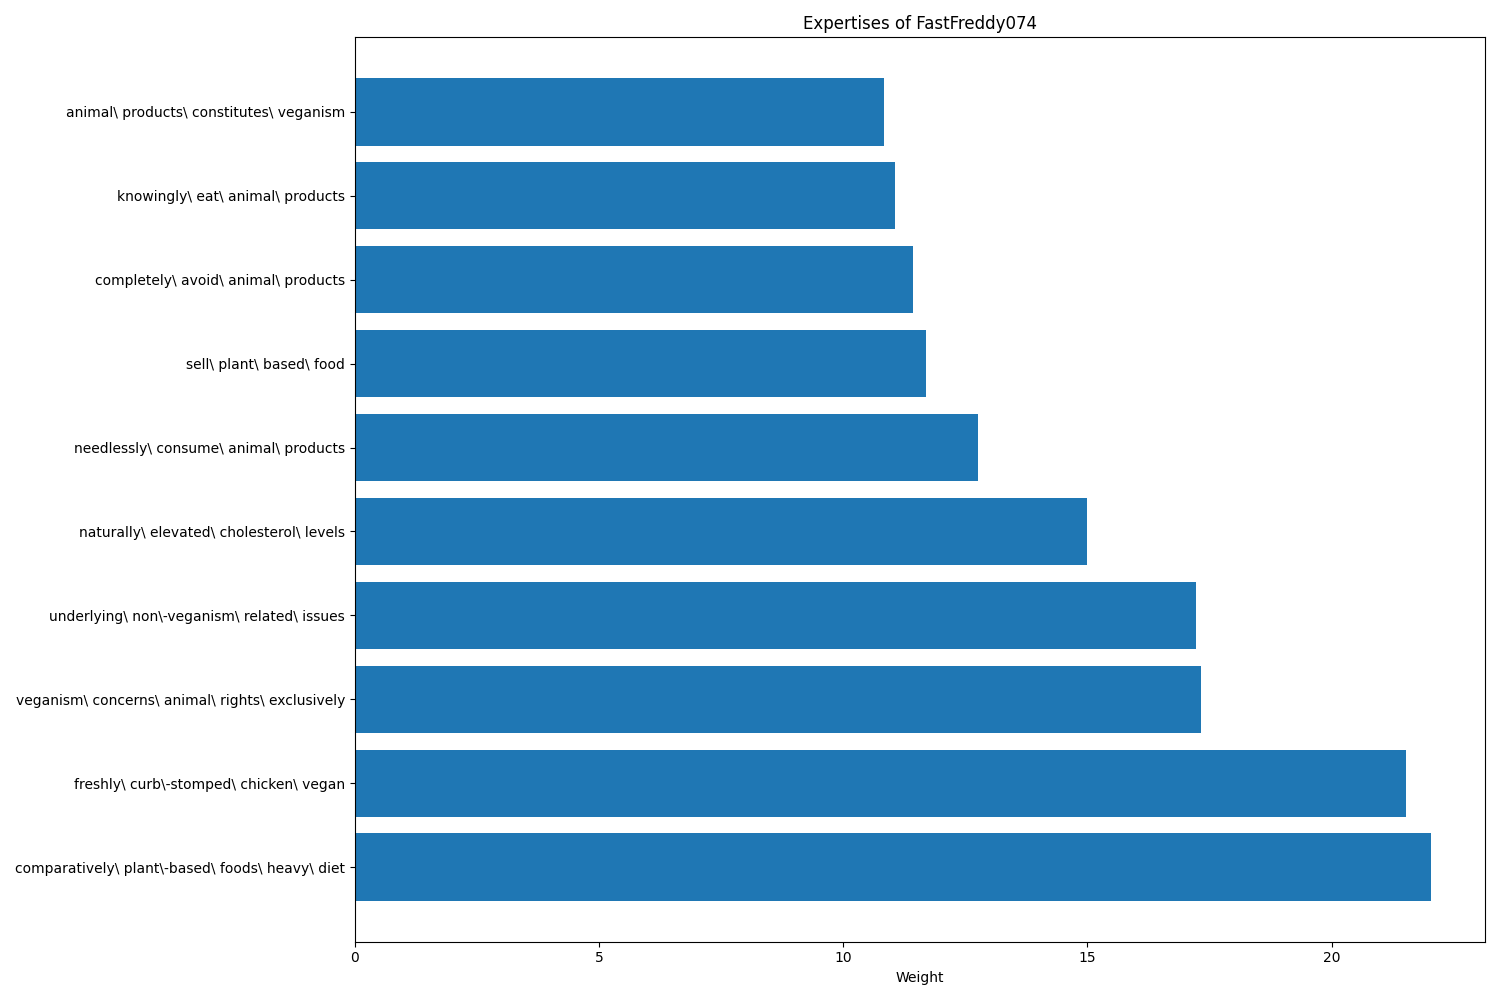 Expertises of FastFreddy074
animal\ products\ constitutes\ veganism
knowingly\ eat\ animal\ products
completely\ avoid\ animal\ products
sell\ plant\ based\ food
needlessly\ consume\ animal\ products
naturally\ elevated\ cholesterol\ levels
underlying\ non\-veganism\ related\ issues
veganism\ concerns\ animal\ rights\ exclusively
freshly\ curb\-stomped\ chicken\ vegan
comparatively\ plant\-based\ foods\ heavy\ diet
0 5 10 15 20
Weight